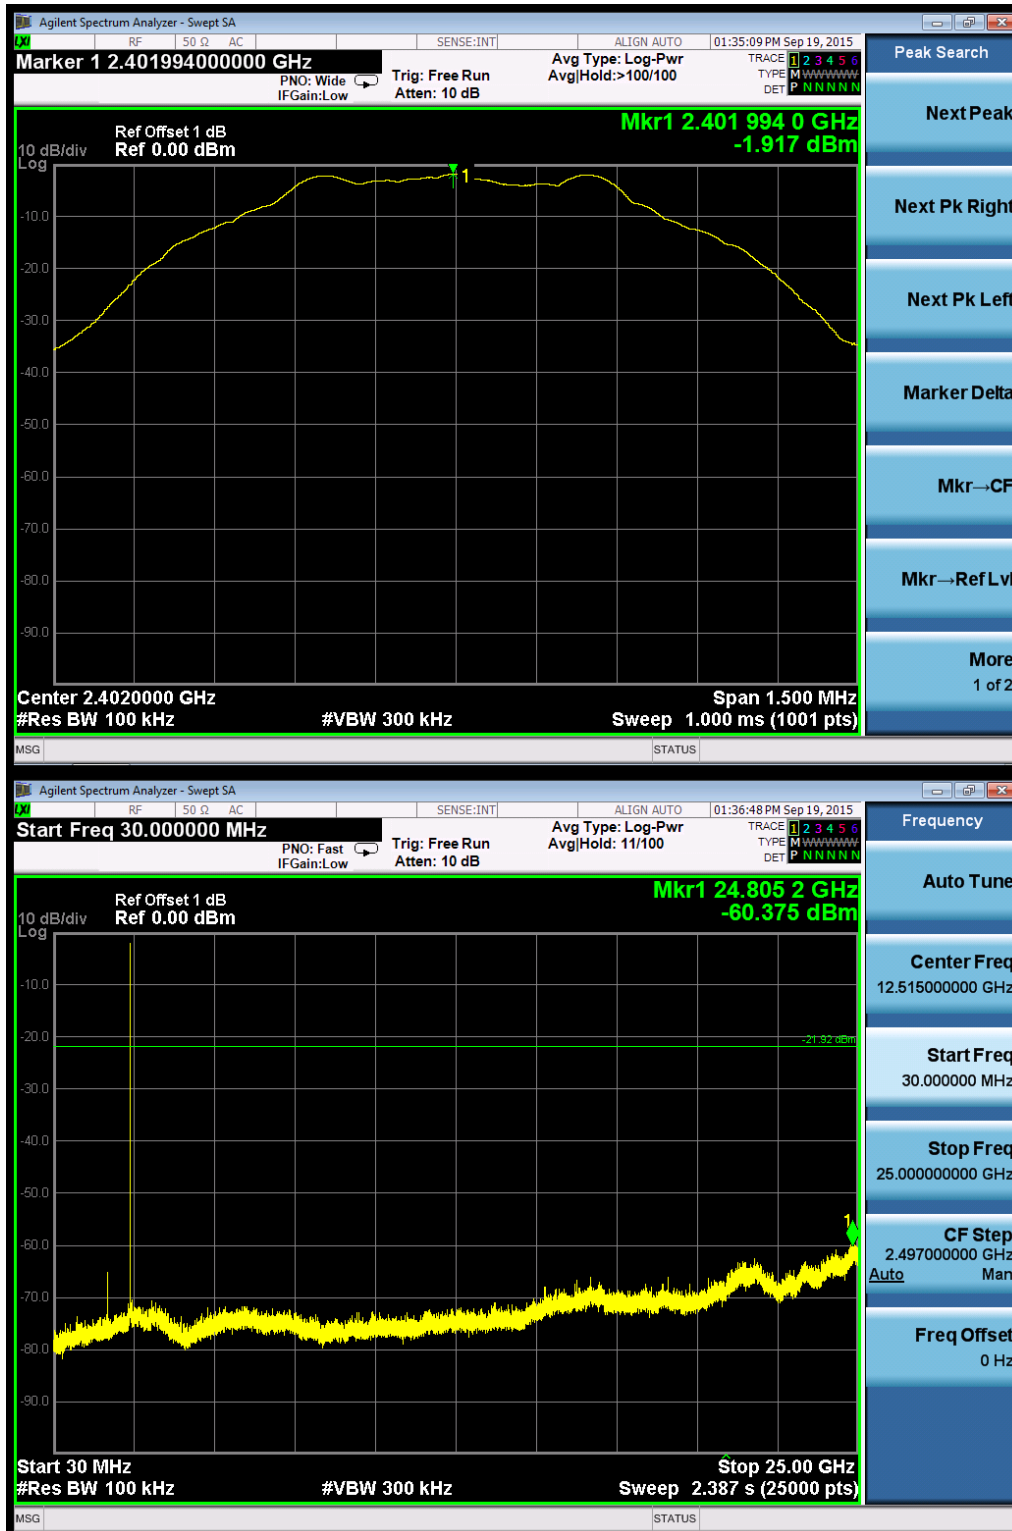 Agilent Spectrum Analyzer - Swept SA
LXI RF 50 Ω AC SENSE:INT ALIGN AUTO 01:35:09 PM Sep 19, 2015
Marker 1 2.401994000000 GHz
PNO: Wide
IFGain:Low
Trig: Free Run
Atten: 10 dB
Avg Type: Log-Pwr
Avg|Hold:>100/100
TRACE 1 2 3 4 5 6
TYPE M WWWWW
DET P N N N N N
Peak Search
Mkr1 2.401 994 0 GHz
-1.917 dBm
Ref Offset 1 dB
10 dB/div Ref 0.00 dBm
Log
1
-10.0
-20.0
-30.0
-40.0
-50.0
-60.0
-70.0
-80.0
-90.0
Center 2.4020000 GHz
Span 1.500 MHz
#Res BW 100 kHz
#VBW 300 kHz
Sweep 1.000 ms (1001 pts)
Next Peak
Next Pk Right
Next Pk Left
Marker Delta
Mkr→CF
Mkr→Ref Lvl
More
1 of 2
MSG STATUS
Agilent Spectrum Analyzer - Swept SA
LXI RF 50 Ω AC SENSE:INT ALIGN AUTO 01:36:48 PM Sep 19, 2015
Start Freq 30.000000 MHz
PNO: Fast
IFGain:Low
Trig: Free Run
Atten: 10 dB
Avg Type: Log-Pwr
Avg|Hold: 11/100
TRACE 1 2 3 4 5 6
TYPE M WWWWW
DET P N N N N N
Frequency
Mkr1 24.805 2 GHz
-60.375 dBm
Ref Offset 1 dB
10 dB/div Ref 0.00 dBm
Log
-10.0
-20.0
-21.92 dBm
-30.0
-40.0
-50.0
1
-60.0
-70.0
-80.0
-90.0
Start 30 MHz
Stop 25.00 GHz
#Res BW 100 kHz
#VBW 300 kHz
Sweep 2.387 s (25000 pts)
Auto Tune
Center Freq
12.515000000 GHz
Start Freq
30.000000 MHz
Stop Freq
25.000000000 GHz
CF Step
2.497000000 GHz
Auto Man
Freq Offset
0 Hz
MSG STATUS